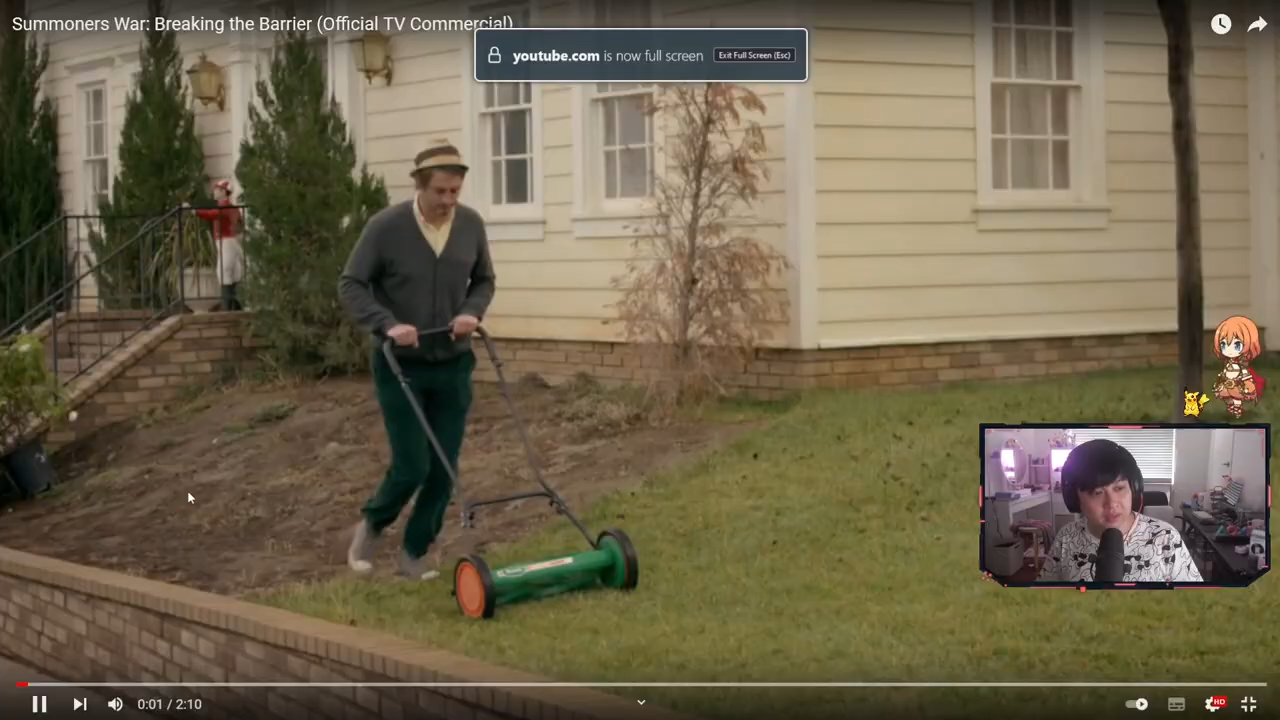 Summoners War: Breaking the Barrier (Official TV Commercial)
youtube.com is now full screen
Exit Full Screen (Esc)
0:01 / 2:10
HD